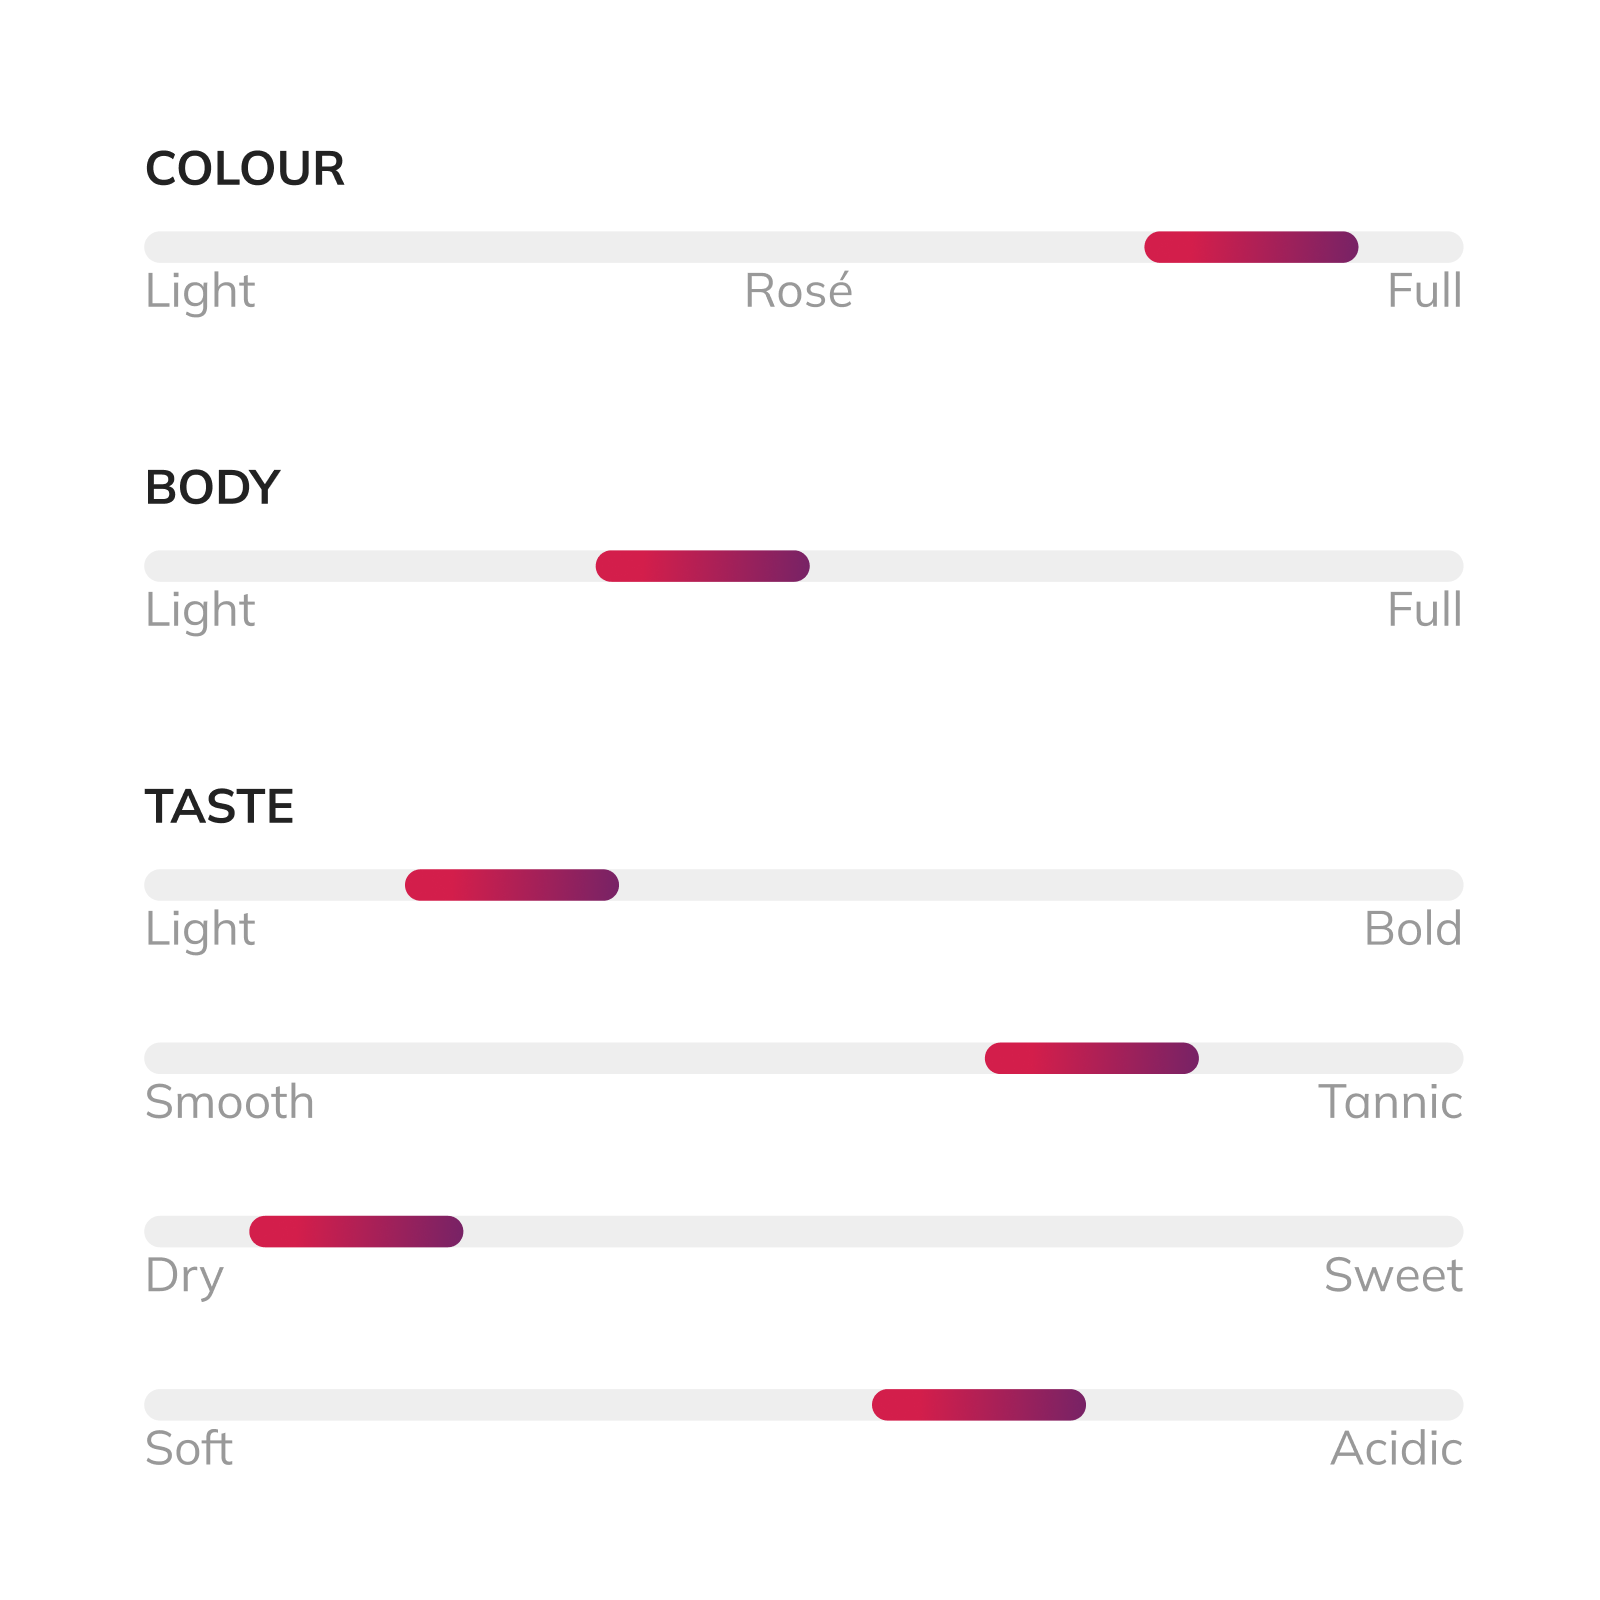 COLOUR
Light Rosé Full
BODY
Light Full
TASTE
Light Bold
Smooth Tannic
Dry Sweet
Soft Acidic